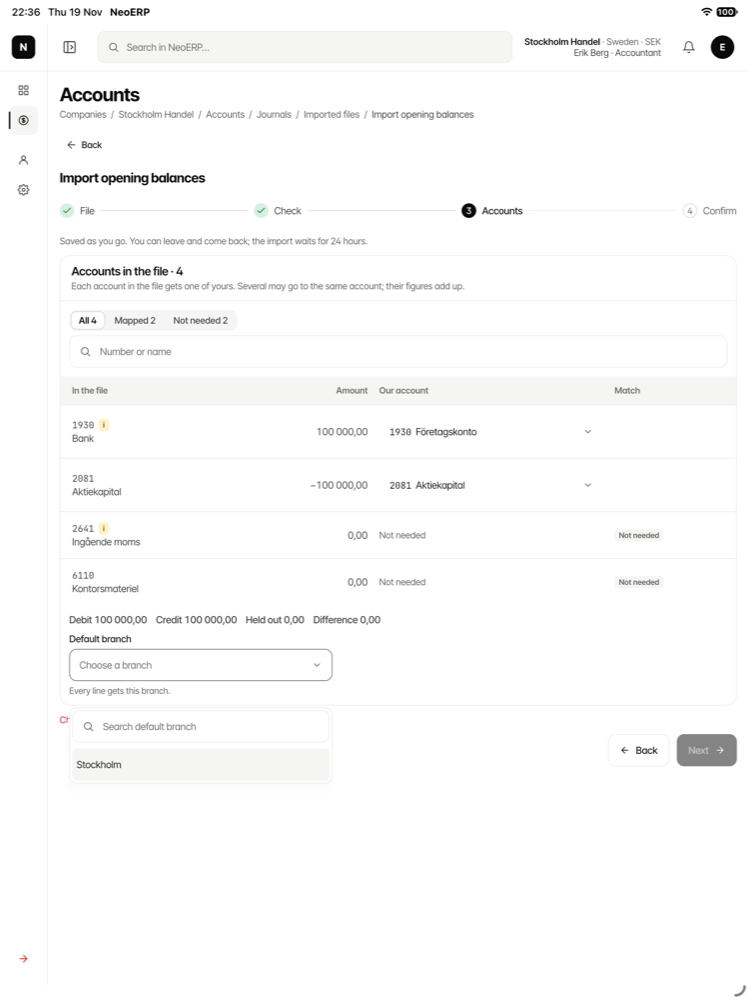 22:36 Thu 19 Nov NeoERP 100
N Search in NeoERP... Stockholm Handel · Sweden · SEK
Erik Berg · Accountant E
Accounts
Companies / Stockholm Handel / Accounts / Journals / Imported files / Import opening balances
← Back
Import opening balances
File Check 3 Accounts 4 Confirm
Saved as you go. You can leave and come back; the import waits for 24 hours.
Accounts in the file · 4
Each account in the file gets one of yours. Several may go to the same account; their figures add up.
All 4 Mapped 2 Not needed 2
Number or name
In the file Amount Our account Match
1930 i
Bank 100 000,00 1930 Företagskonto
2081
Aktiekapital −100 000,00 2081 Aktiekapital
2641 i
Ingående moms 0,00 Not needed Not needed
6110
Kontorsmateriel 0,00 Not needed Not needed
Debit 100 000,00 Credit 100 000,00 Held out 0,00 Difference 0,00
Default branch
Choose a branch
Every line gets this branch.
Search default branch
← Back Next →
Stockholm